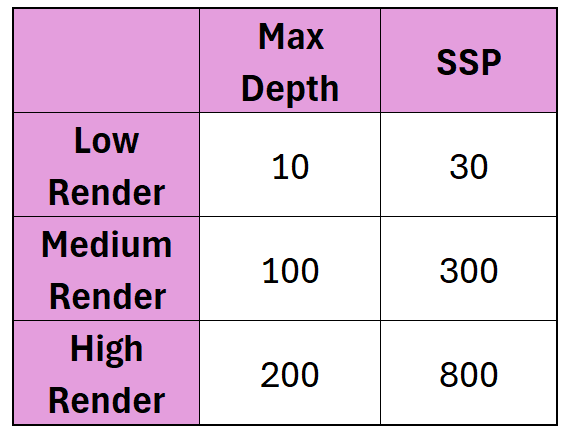 Max
Depth
SSP
Low
Render
10
30
Medium
Render
100
300
High
Render
200
800